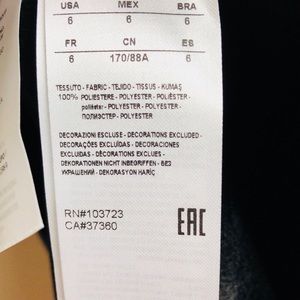 USA MEX BRA
6 6 6
FR CN ES
6 170/88A 6
TESSUTO - FABRIC - TEJIDO - TISSUS - KUMAŞ
100% POLIESTERE - POLYESTER - POLIÉSTER -
poliéster - POLYESTER - POLYESTER -
ПОЛИЭСТЕР - POLYESTER
DECORAZIONI ESCLUSE - DECORATIONS EXCLUDED -
DECORAÇÕES EXCLUÍDAS - DECORACIONES
EXCLUIDAS - DÉCORATIONS EXCLUES -
DEKORATIONEN NICHT INBEGRIFFEN - БЕЗ
УКРАШЕНИЙ - DEKORASYON HARİÇ
RN#103723
CA#37360
EAC